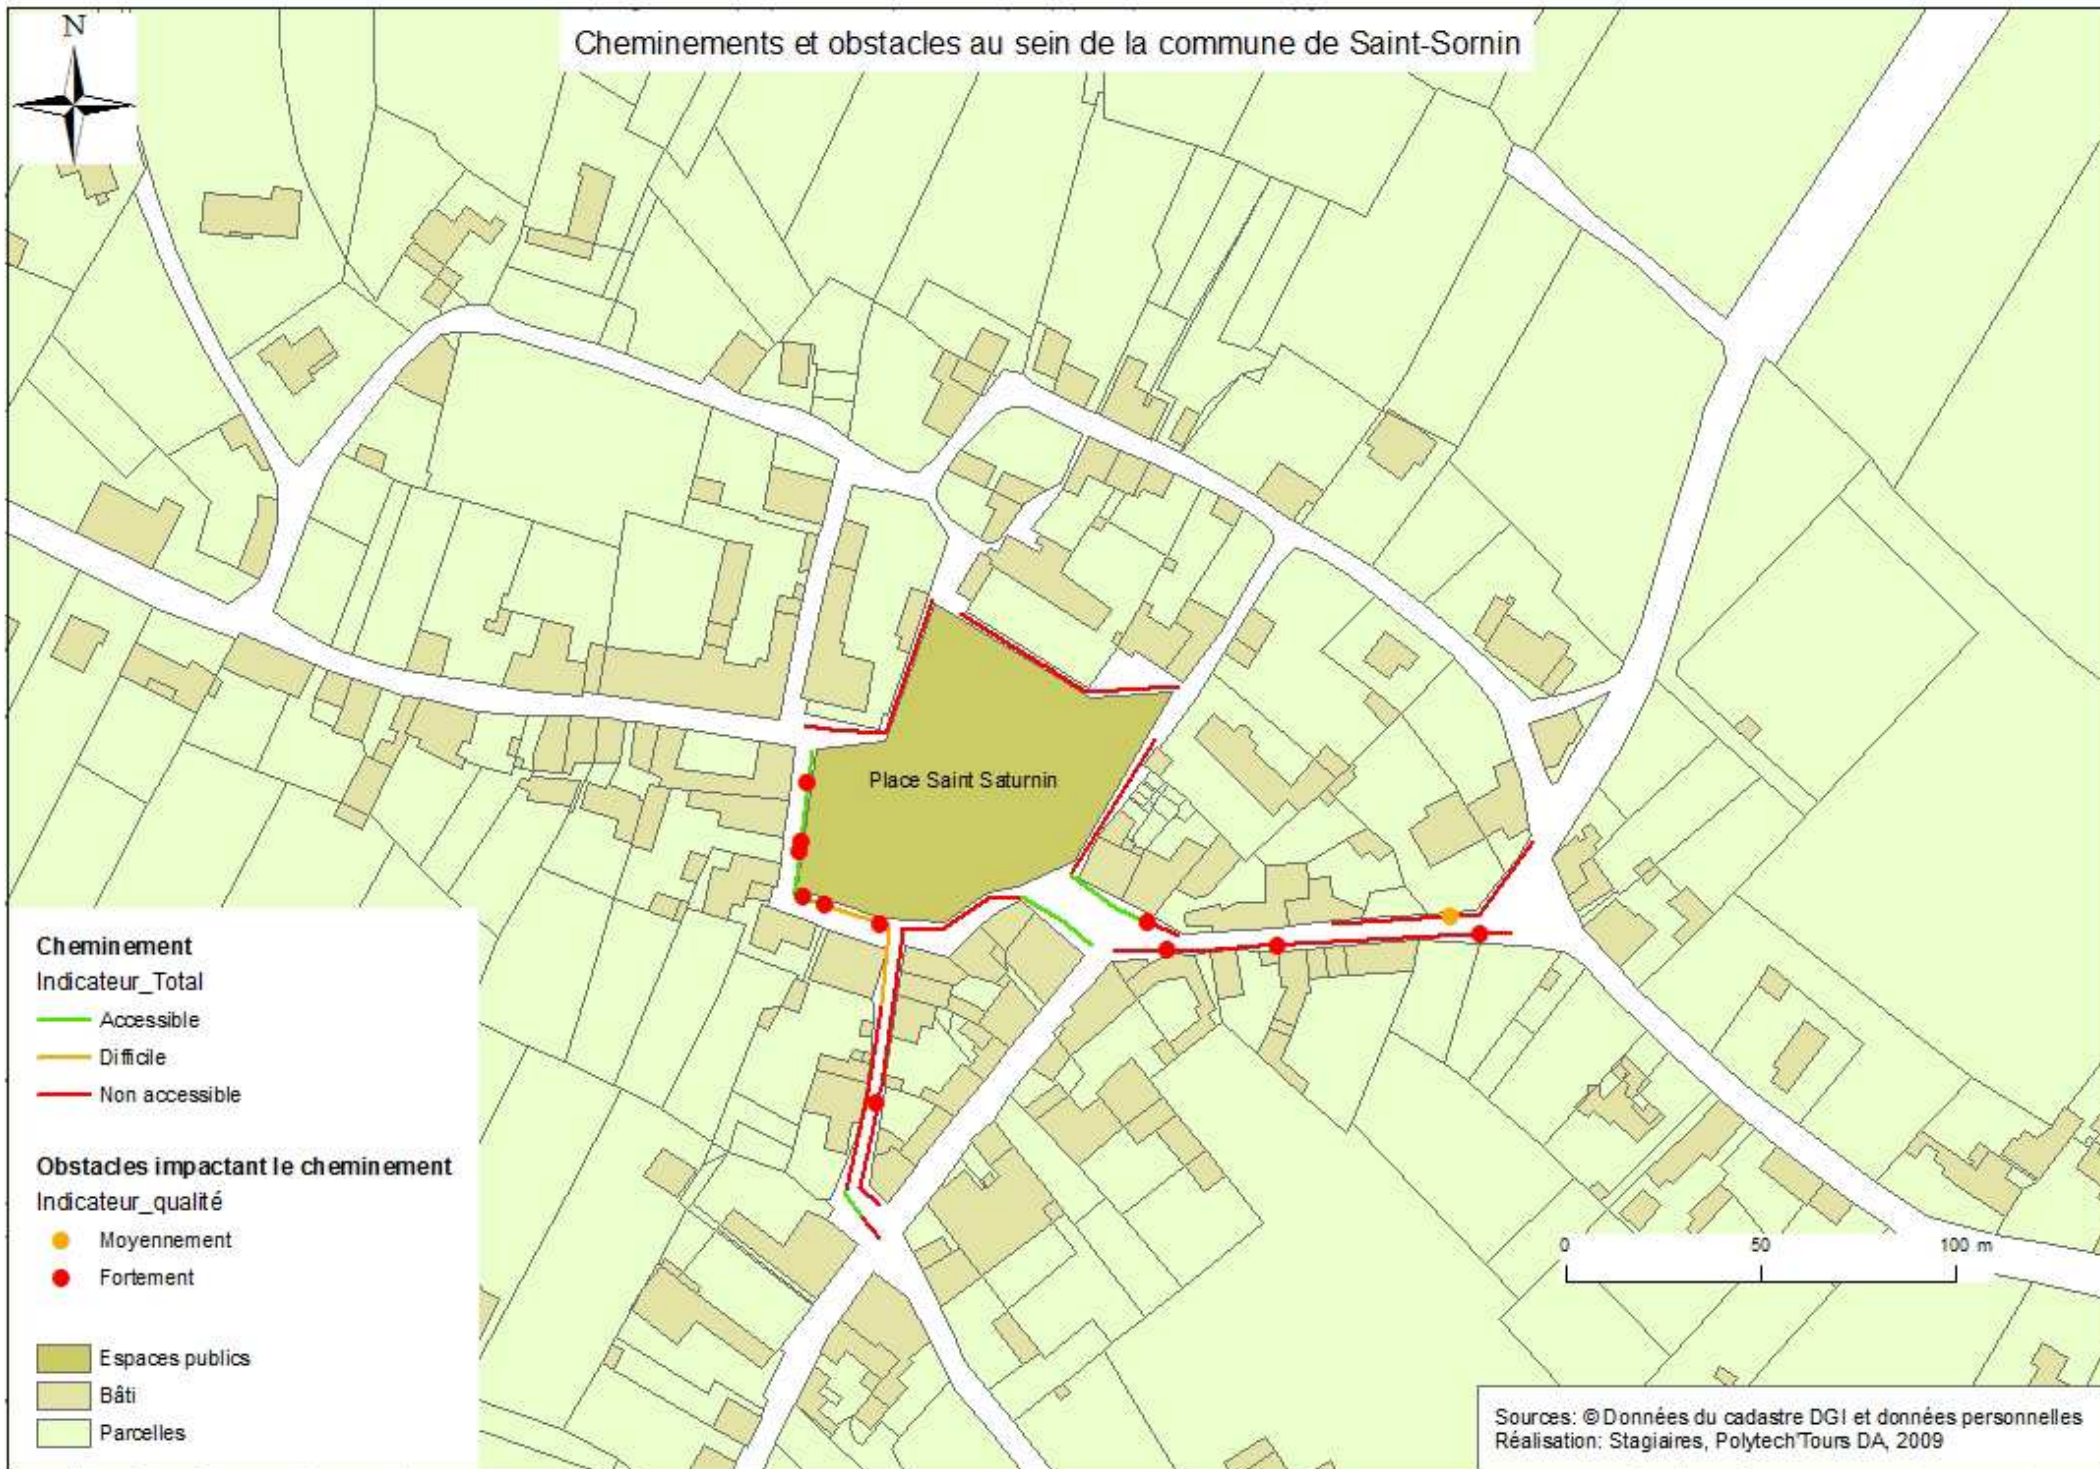 N
Cheminements et obstacles au sein de la commune de Saint-Sornin
Place Saint Saturnin
Cheminement
Indicateur_Total
Accessible
Difficile
Non accessible
Obstacles impactant le cheminement
Indicateur_qualité
Moyennement
Fortement
Espaces publics
Bâti
Parcelles
0 50 100 m
Sources: © Données du cadastre DGI et données personnelles
Réalisation: Stagiaires, Polytech'Tours DA, 2009